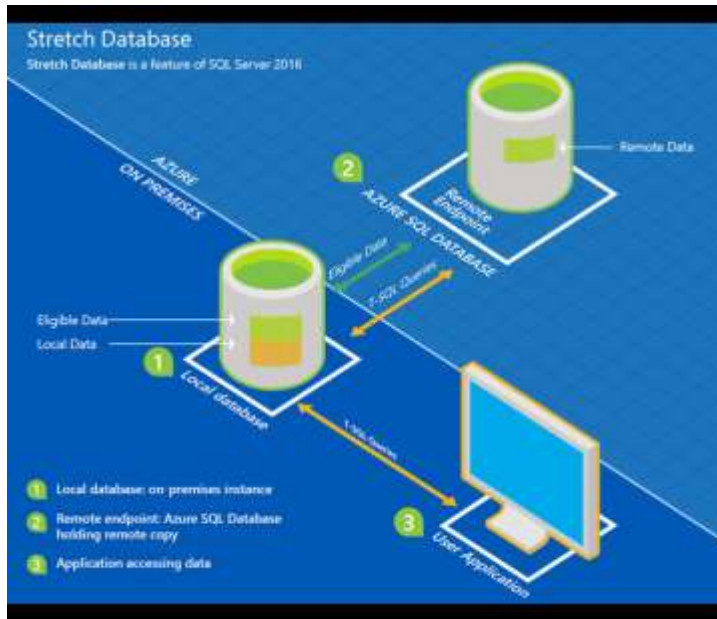 Stretch Database
Stretch Database is a feature of SQL Server 2016
Remote Data
AZURE
ON PREMISES
2
Remote
Endpoint
AZURE SQL DATABASE
Eligible Data
T-SQL Queries
Eligible Data
Local Data
1
Local database
T-SQL Queries
3
User Application
1 Local database: on-premises instance
2 Remote endpoint: Azure SQL Database
holding remote copy
3 Application accessing data